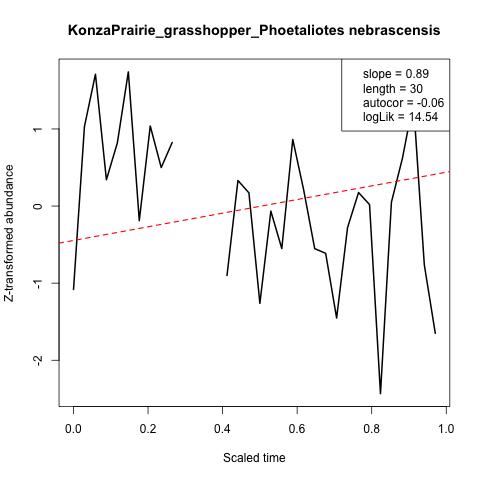 KonzaPrairie_grasshopper_Phoetaliotes nebrascensis
slope = 0.89
length = 30
autocor = -0.06
logLik = 14.54
Z-transformed abundance
1
0
-1
-2
0.0 0.2 0.4 0.6 0.8 1.0
Scaled time